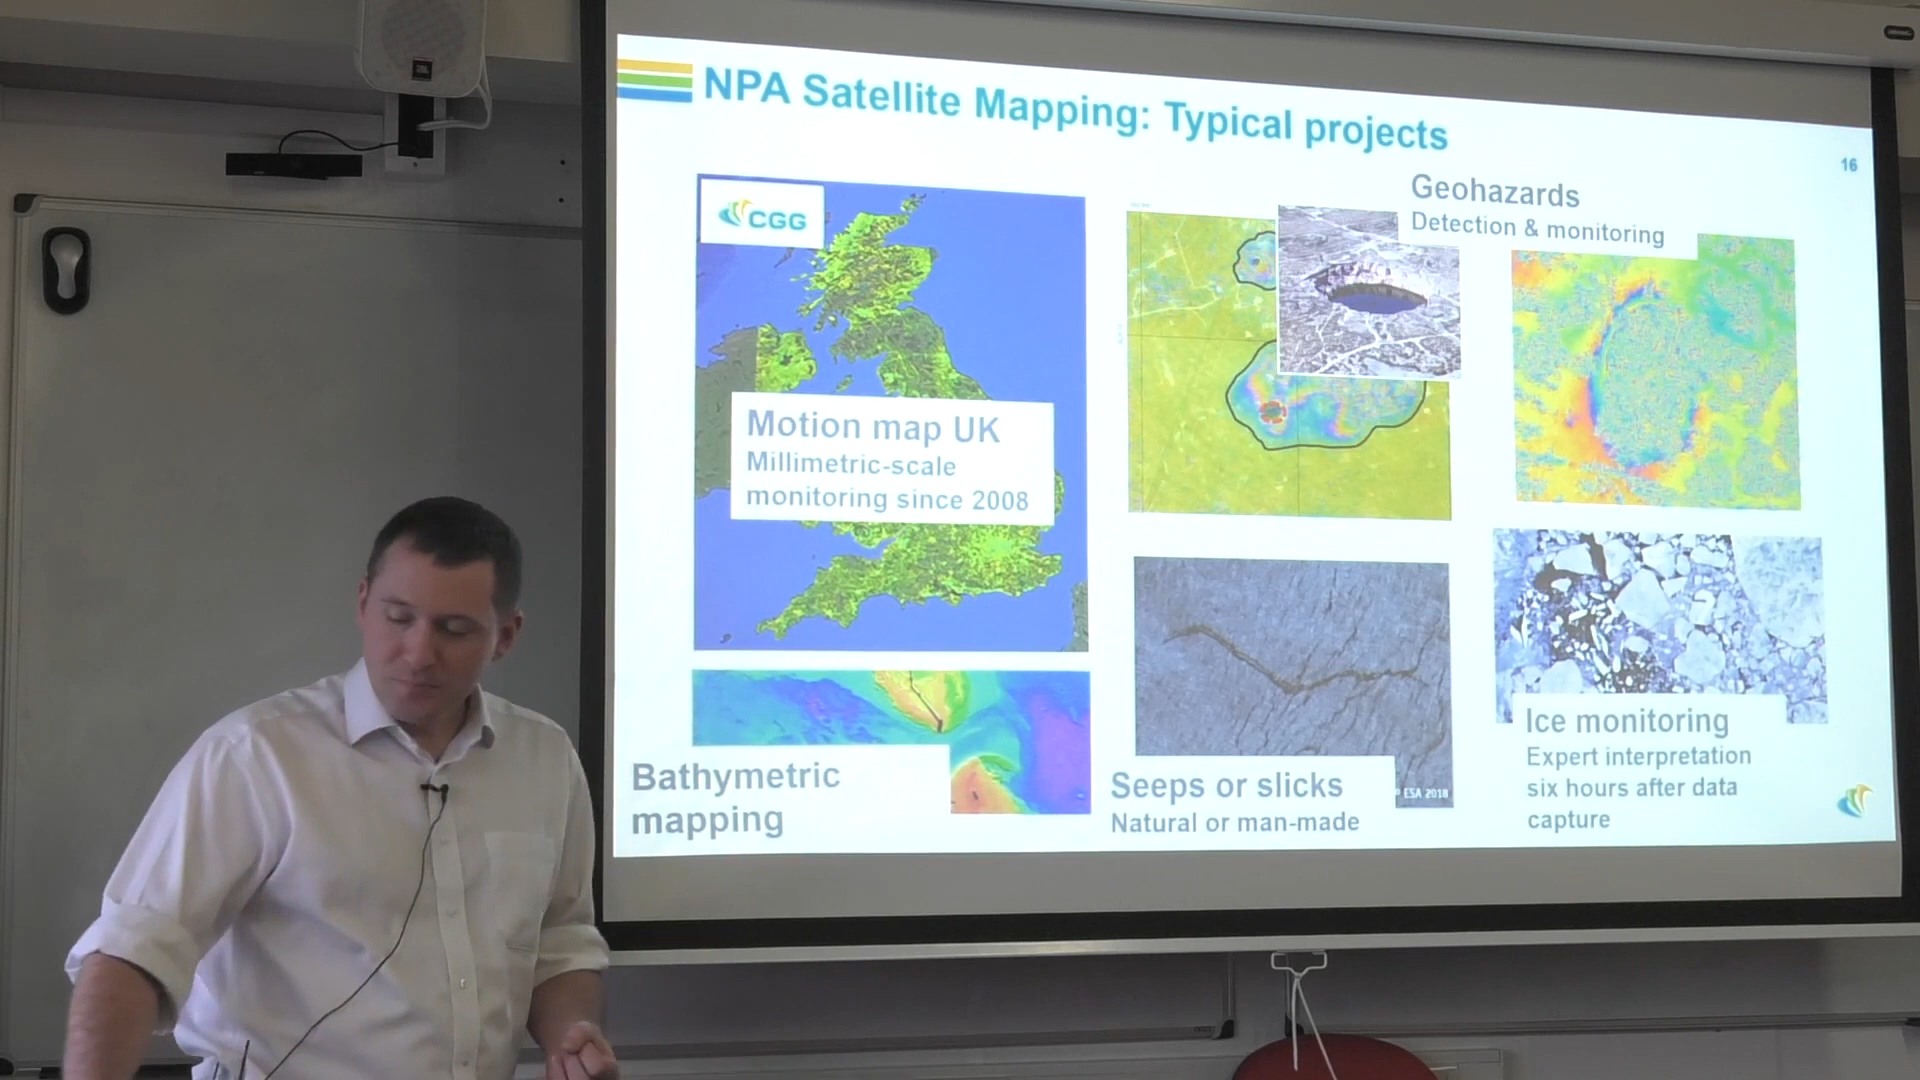 NPA Satellite Mapping: Typical projects
16
CGG
Motion map UK
Millimetric-scale
monitoring since 2008
Geohazards
Detection & monitoring
Bathymetric
mapping
Seeps or slicks
Natural or man-made
ESA 2018
Ice monitoring
Expert interpretation
six hours after data
capture
JBL